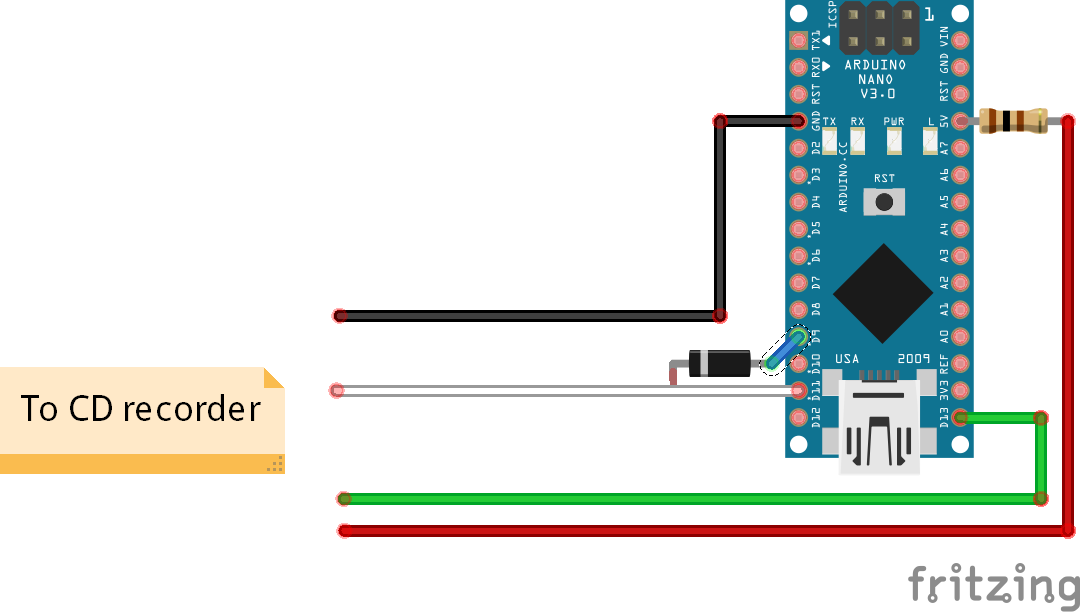 To CD recorder
ICSP
1
TX1
RX0
RST
GND
D2
D3
D4
D5
D6
D7
D8
D9
D10
D11
D12
ARDUINO
NANO
V3.0
TX RX PWR L
ARDUINO.CC
RST
USA 2009
VIN
GND
RST
5V
A7
A6
A5
A4
A3
A2
A1
A0
REF
3V3
D13
fritzing